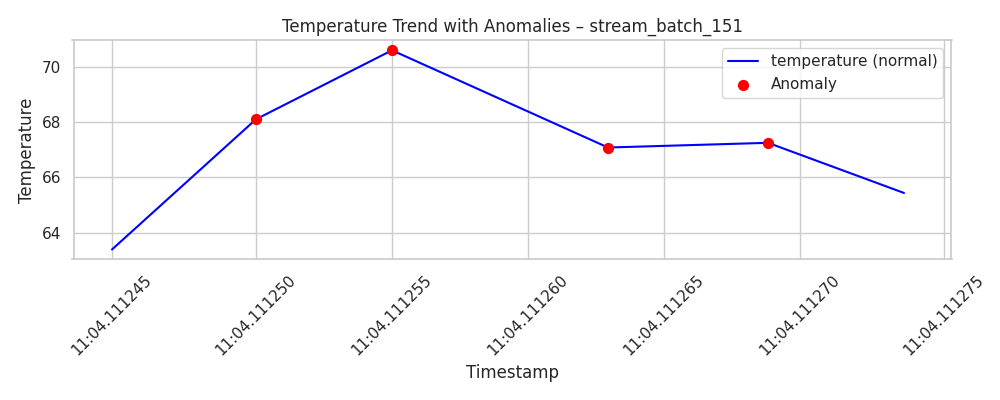 Temperature Trend with Anomalies – stream_batch_151
temperature (normal)
Anomaly
Temperature
70
68
66
64
11:04.111245
11:04.111250
11:04.111255
11:04.111260
11:04.111265
11:04.111270
11:04.111275
Timestamp